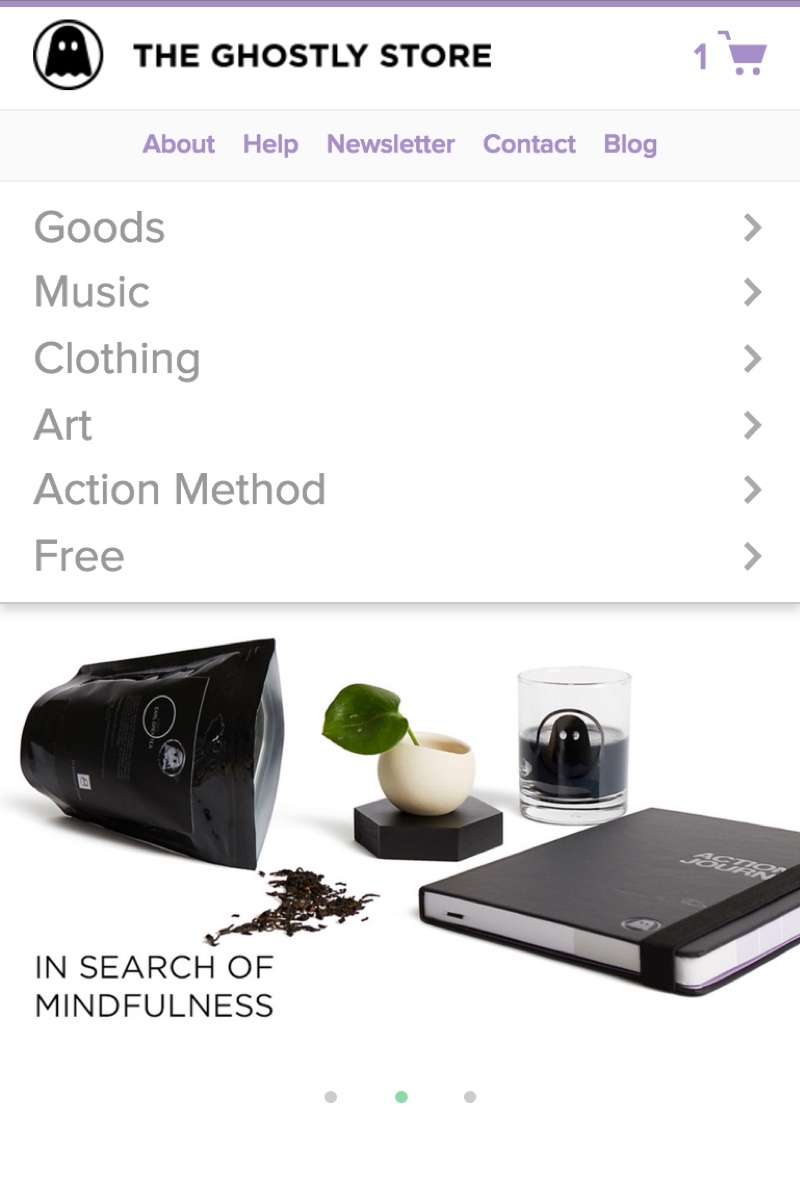 THE GHOSTLY STORE
1
About Help Newsletter Contact Blog
Goods
Music
Clothing
Art
Action Method
Free
ACTION
JOURN
IN SEARCH OF
MINDFULNESS